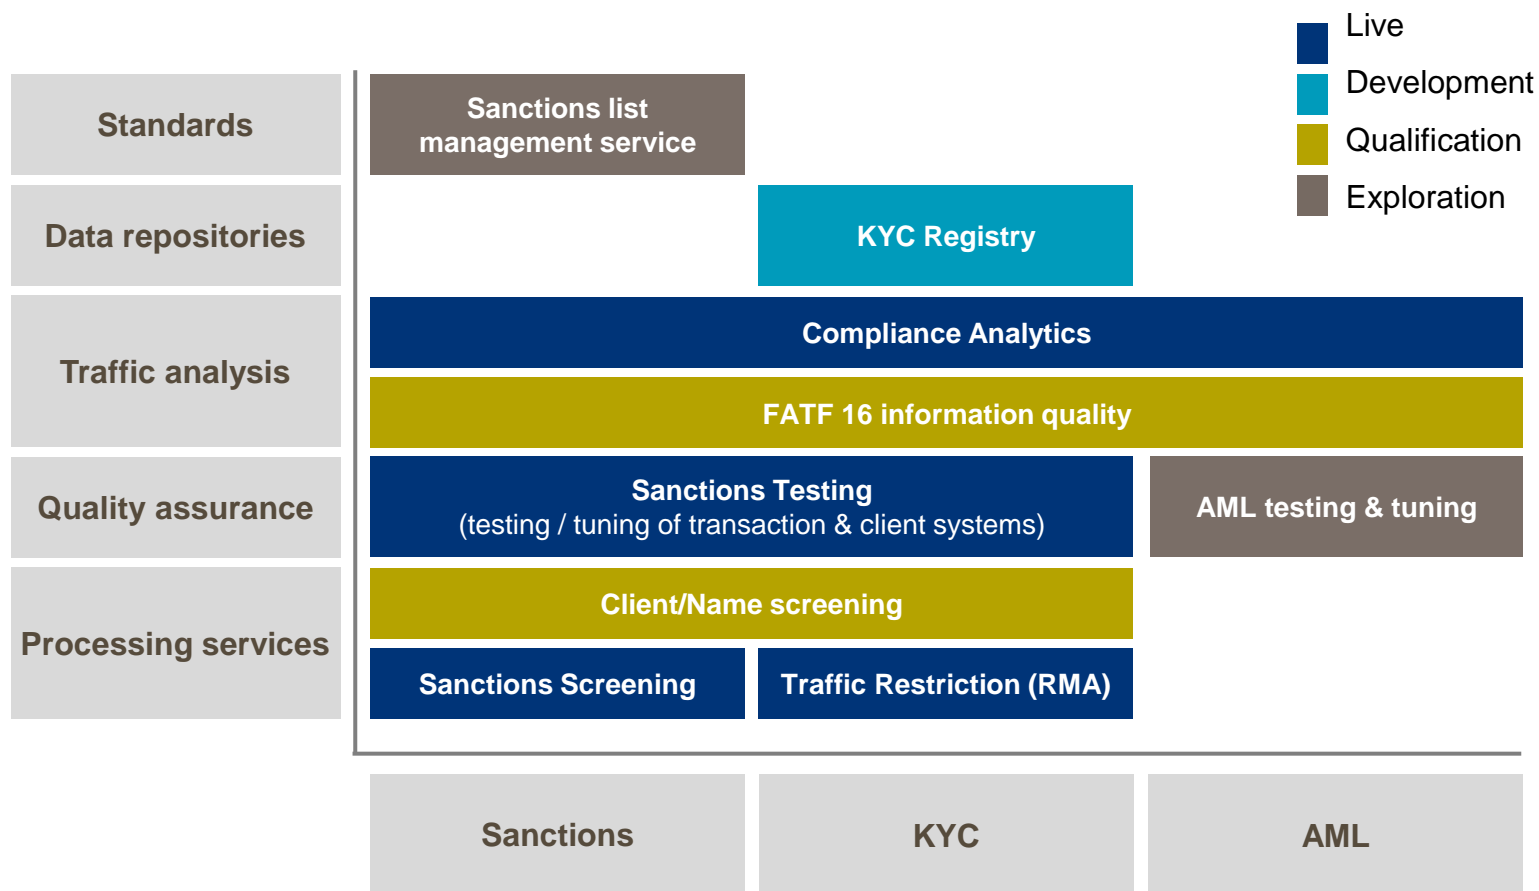 Live
Development
Qualification
Exploration
Standards
Sanctions list
management service
Data repositories
KYC Registry
Traffic analysis
Compliance Analytics
FATF 16 information quality
Quality assurance
Sanctions Testing
(testing / tuning of transaction & client systems)
AML testing & tuning
Processing services
Client/Name screening
Sanctions Screening
Traffic Restriction (RMA)
Sanctions
KYC
AML